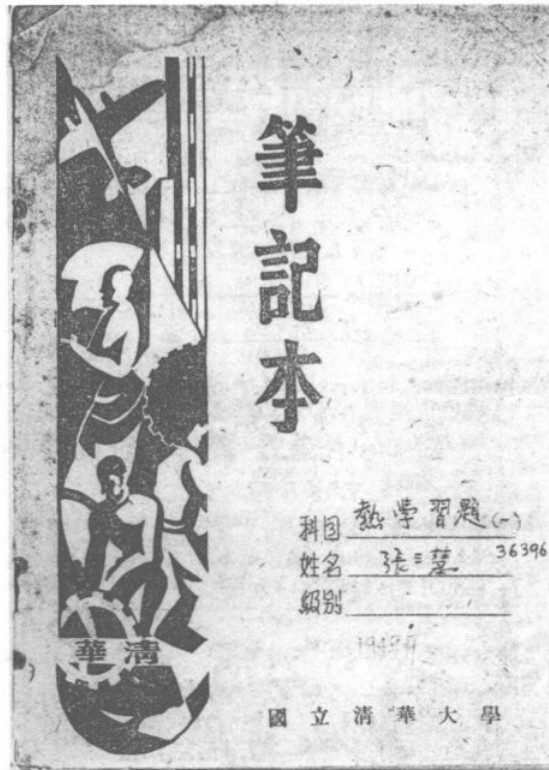 筆記本
科目 熱學習題(一)
姓名 張三慧 36396
級別
清華
國立清華大學